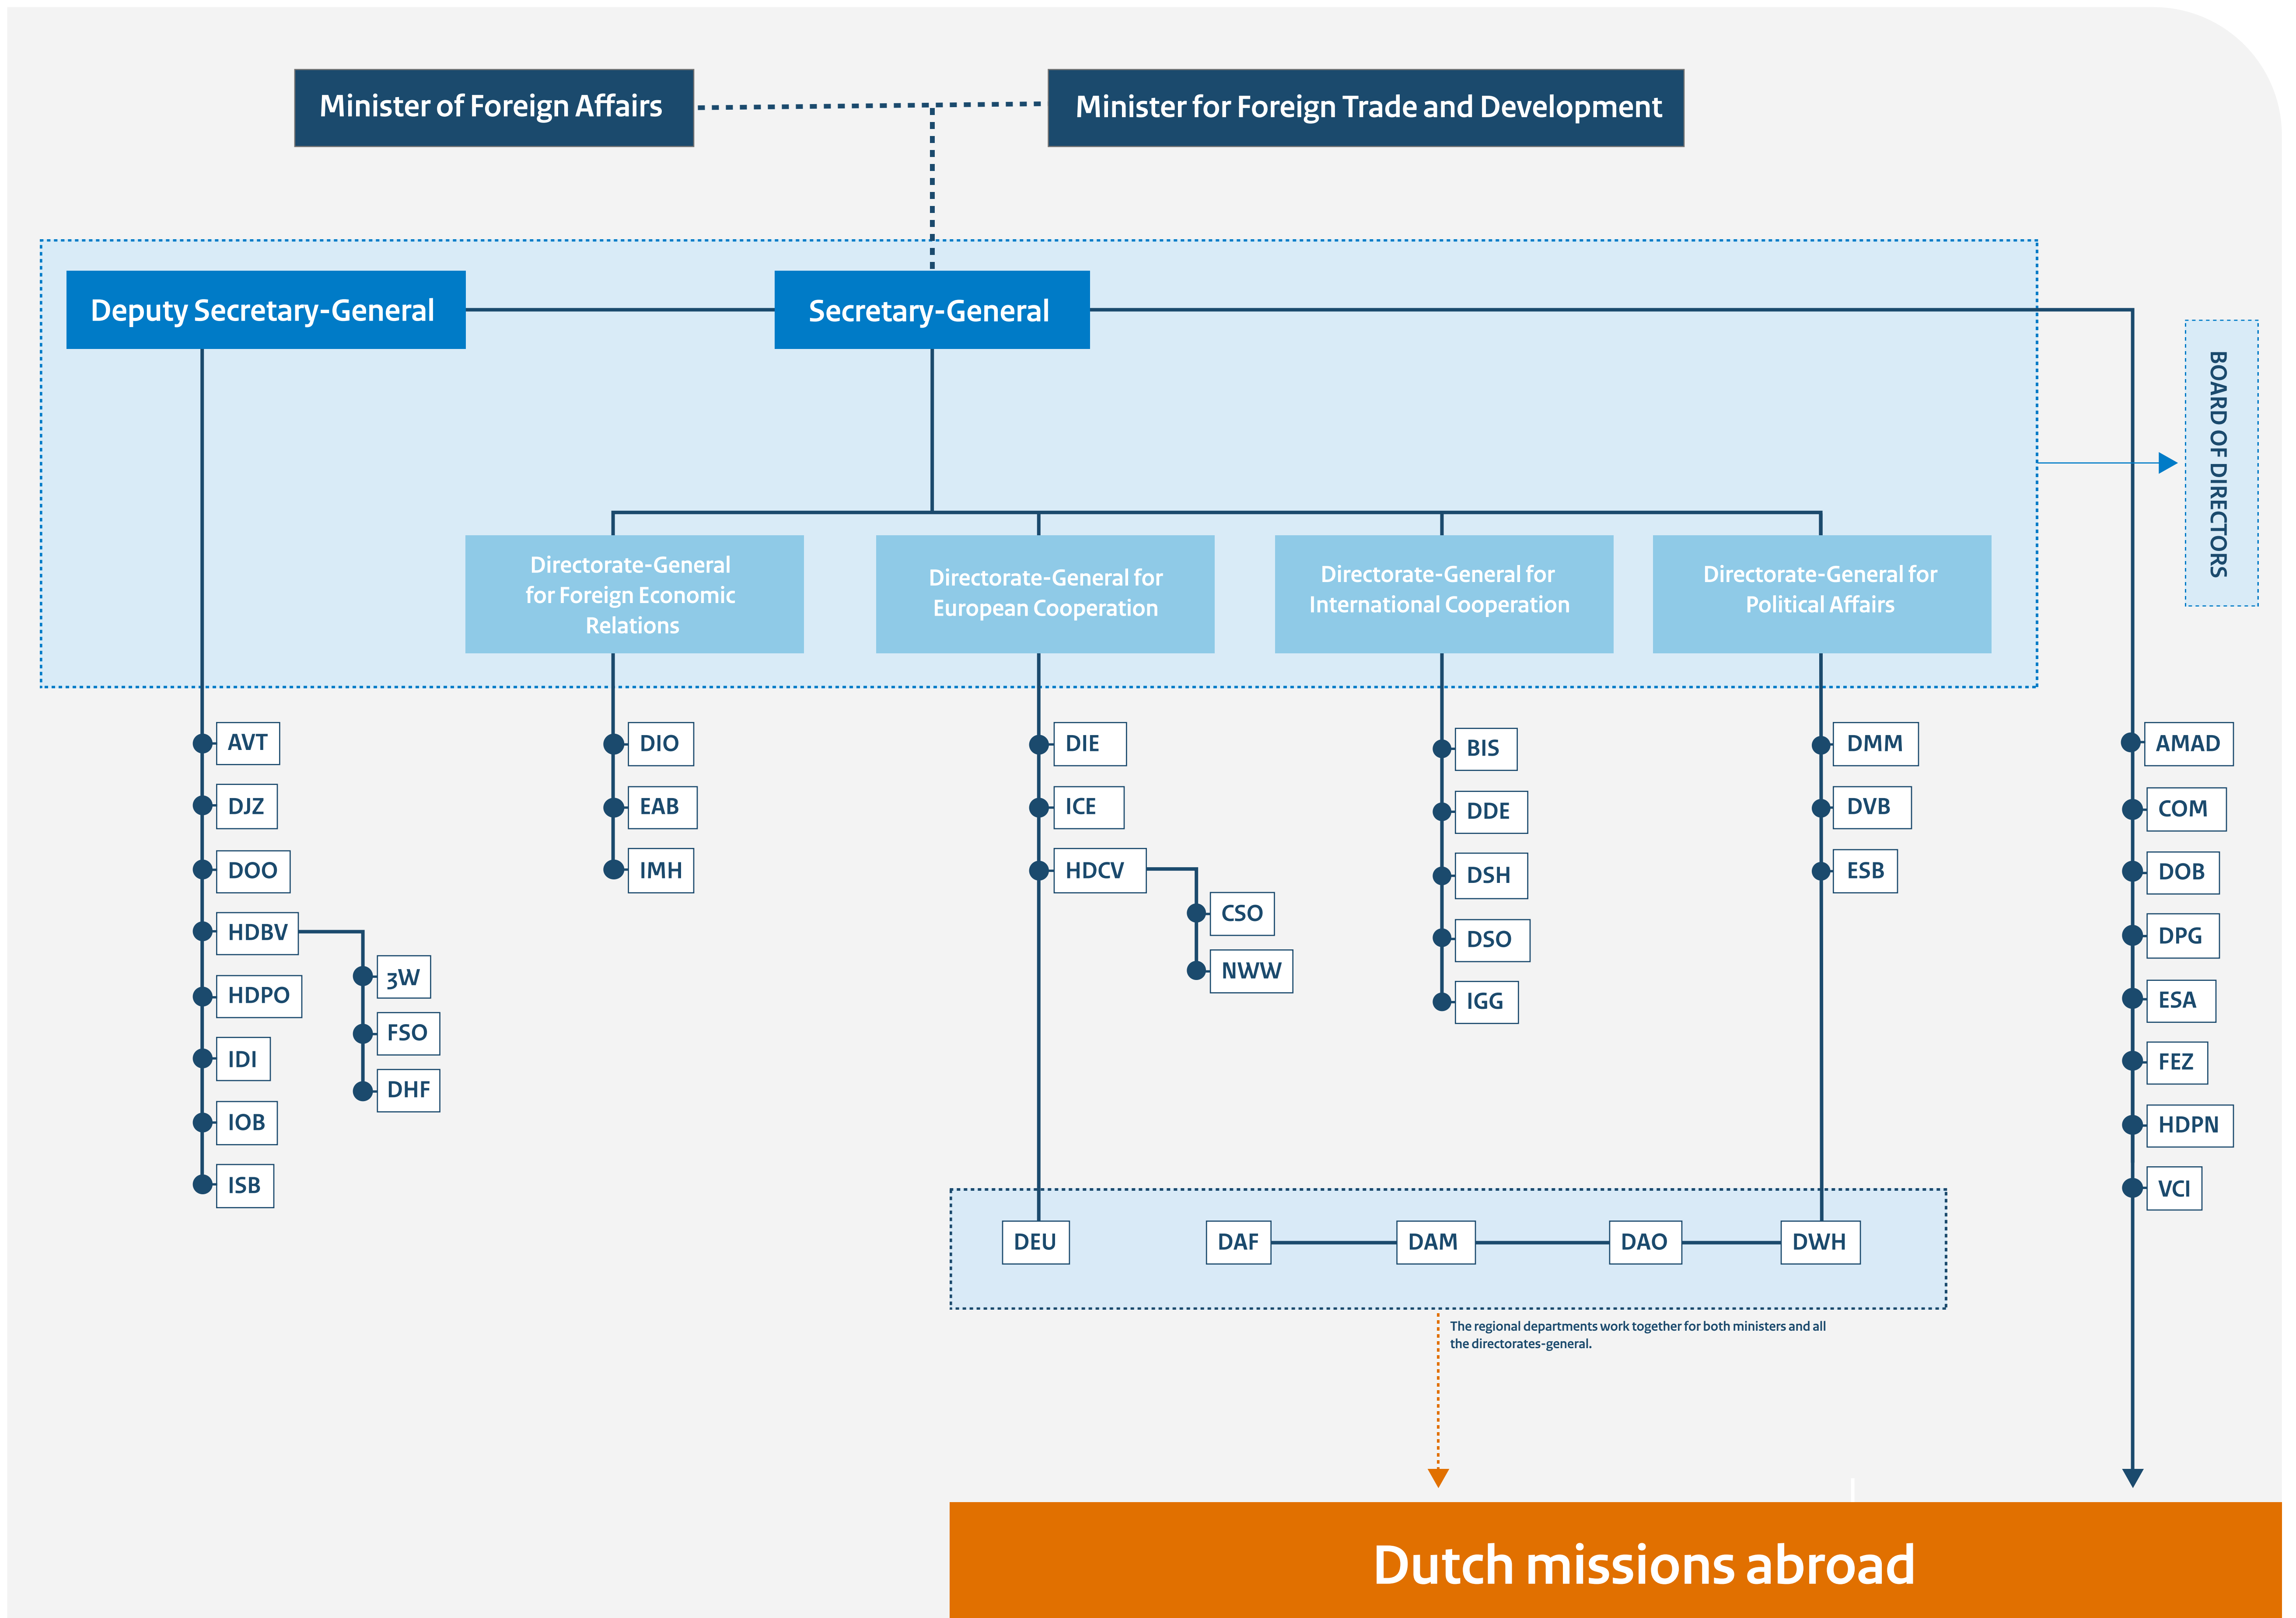 Minister of Foreign Affairs
Minister for Foreign Trade and Development
Deputy Secretary-General
Secretary-General
BOARD OF DIRECTORS
Directorate-General
for Foreign Economic
Relations
Directorate-General for
European Cooperation
Directorate-General for
International Cooperation
Directorate-General for
Political Affairs
AVT
DJZ
DOO
HDBV
3W
FSO
DHF
HDPO
IDI
IOB
ISB
DIO
EAB
IMH
DIE
ICE
HDCV
CSO
NWW
BIS
DDE
DSH
DSO
IGG
DMM
DVB
ESB
AMAD
COM
DOB
DPG
ESA
FEZ
HDPN
VCI
DEU
DAF
DAM
DAO
DWH
The regional departments work together for both ministers and all
the directorates-general.
Dutch missions abroad